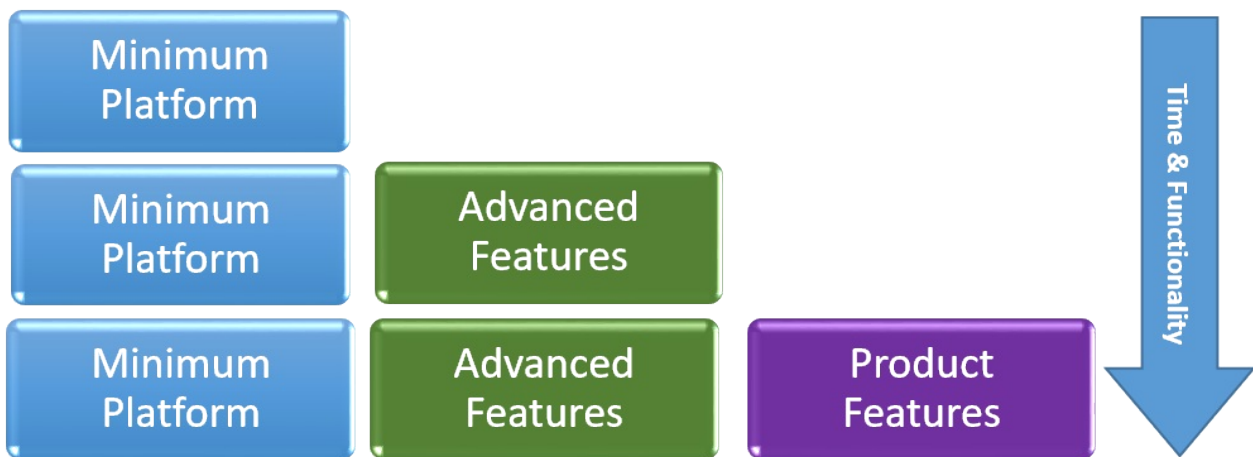 Minimum
Platform
Minimum
Platform
Advanced
Features
Minimum
Platform
Advanced
Features
Product
Features
Time & Functionality